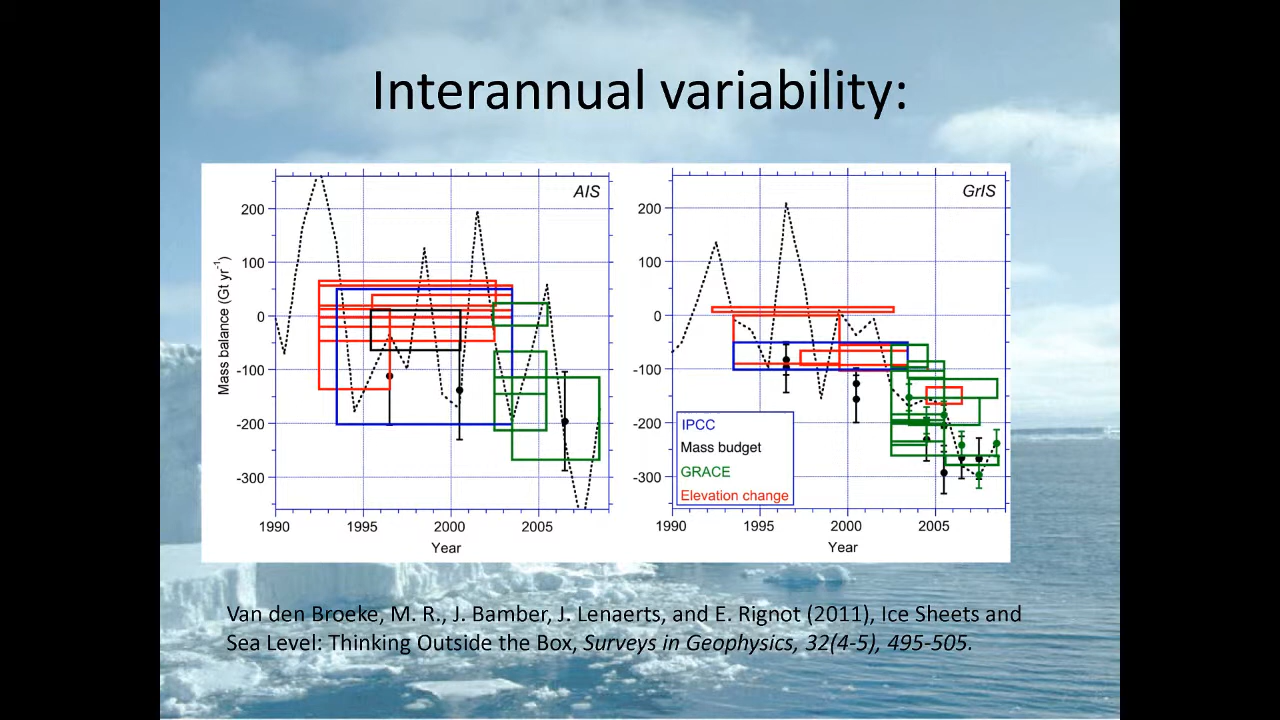 Interannual variability:
AIS
GrIS
Mass balance (Gt yr⁻¹)
200
100
0
-100
-200
-300
1990
1995
2000
2005
Year
200
100
0
-100
-200
-300
1990
1995
2000
2005
Year
IPCC
Mass budget
GRACE
Elevation change
Van den Broeke, M. R., J. Bamber, J. Lenaerts, and E. Rignot (2011), Ice Sheets and
Sea Level: Thinking Outside the Box, Surveys in Geophysics, 32(4-5), 495-505.